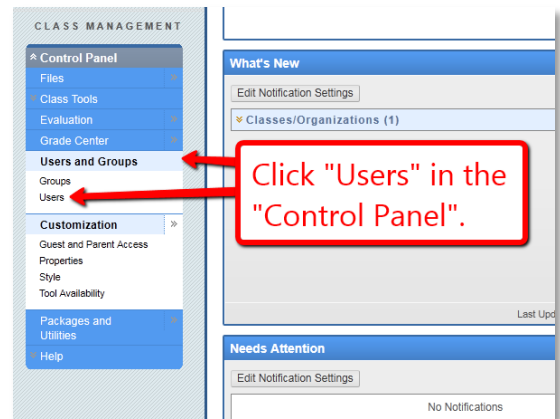 CLASS MANAGEMENT
Control Panel
Files
Class Tools
Evaluation
Grade Center
Users and Groups
Groups
Users
Customization
Guest and Parent Access
Properties
Style
Tool Availability
Packages and
Utilities
Help
What's New
Edit Notification Settings
Classes/Organizations (1)
Click "Users" in the
"Control Panel".
Last Upd
Needs Attention
Edit Notification Settings
No Notifications